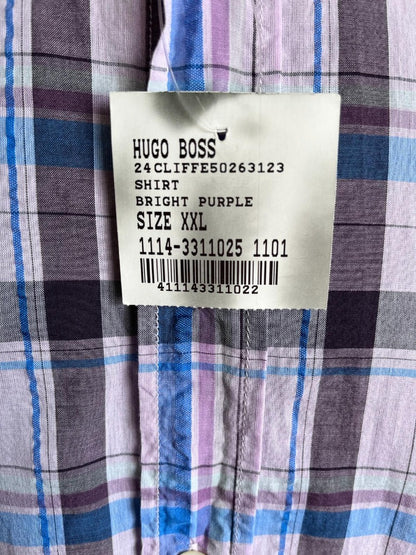 HUGO BOSS
24CLIFFE50263123
SHIRT
BRIGHT PURPLE
SIZE XXL
1114-3311025 1101
411143311022